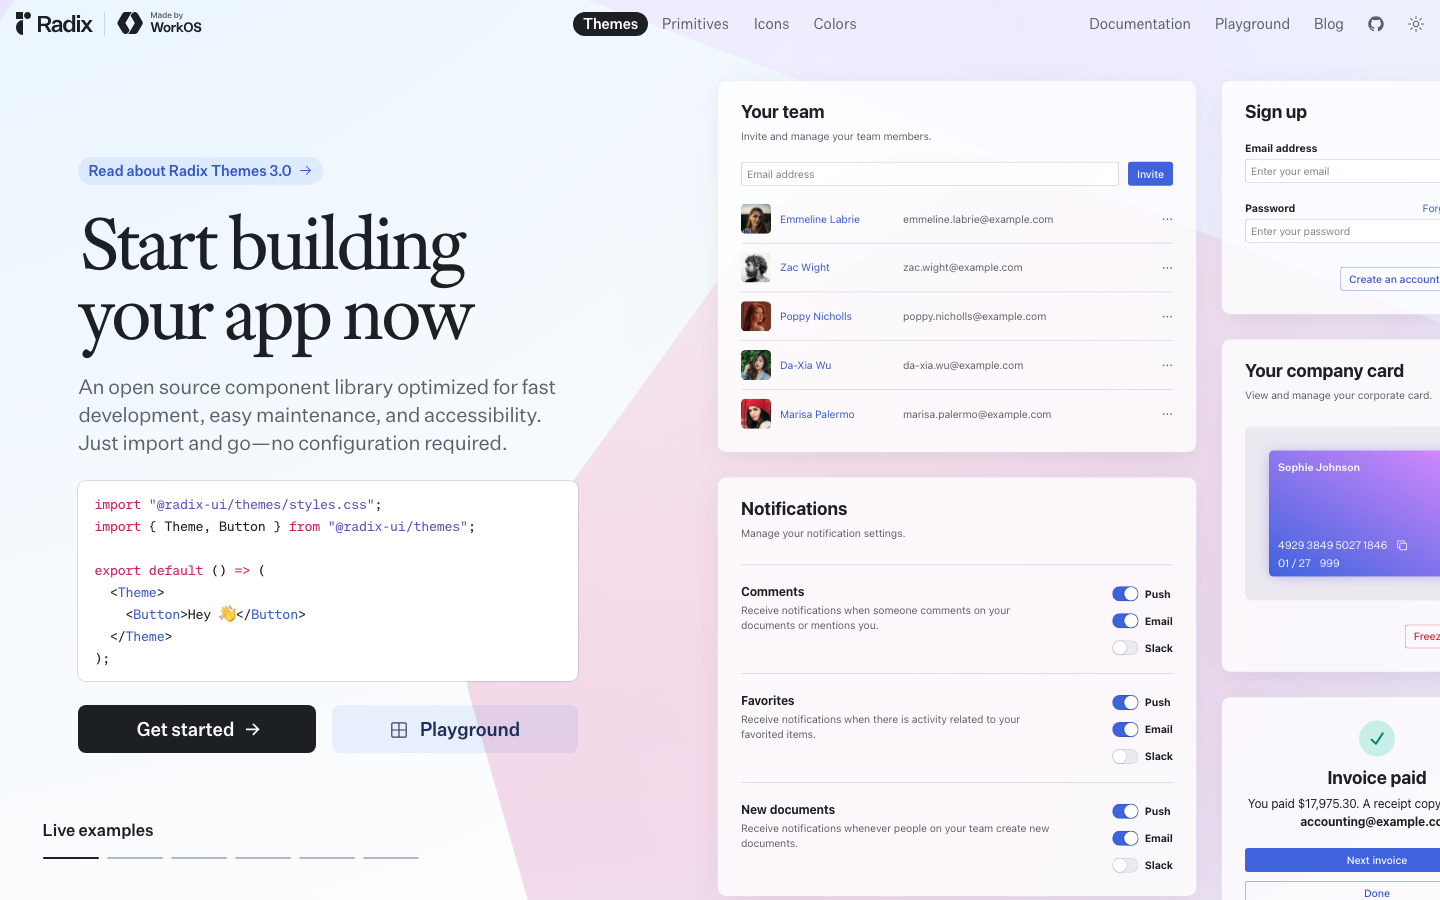 Radix
Made by
WorkOS
Themes
Primitives
Icons
Colors
Documentation
Playground
Blog
Read about Radix Themes 3.0
Start building
your app now
An open source component library optimized for fast
development, easy maintenance, and accessibility.
Just import and go—no configuration required.
import "@radix-ui/themes/styles.css";
import { Theme, Button } from "@radix-ui/themes";
export default () => (
<Theme>
<Button>Hey 👋</Button>
</Theme>
);
Get started
Playground
Live examples
Your team
Invite and manage your team members.
Email address
Invite
Emmeline Labrie
emmeline.labrie@example.com
Zac Wight
zac.wight@example.com
Poppy Nicholls
poppy.nicholls@example.com
Da-Xia Wu
da-xia.wu@example.com
Marisa Palermo
marisa.palermo@example.com
Notifications
Manage your notification settings.
Comments
Receive notifications when someone comments on your
documents or mentions you.
Push
Email
Slack
Favorites
Receive notifications when there is activity related to your
favorited items.
Push
Email
Slack
New documents
Receive notifications whenever people on your team create new
documents.
Push
Email
Slack
Sign up
Email address
Enter your email
Password
Forg
Enter your password
Create an account
Your company card
View and manage your corporate card.
Sophie Johnson
4929 3849 5027 1846
01 / 27 999
Freez
Invoice paid
You paid $17,975.30. A receipt copy
accounting@example.co
Next invoice
Done